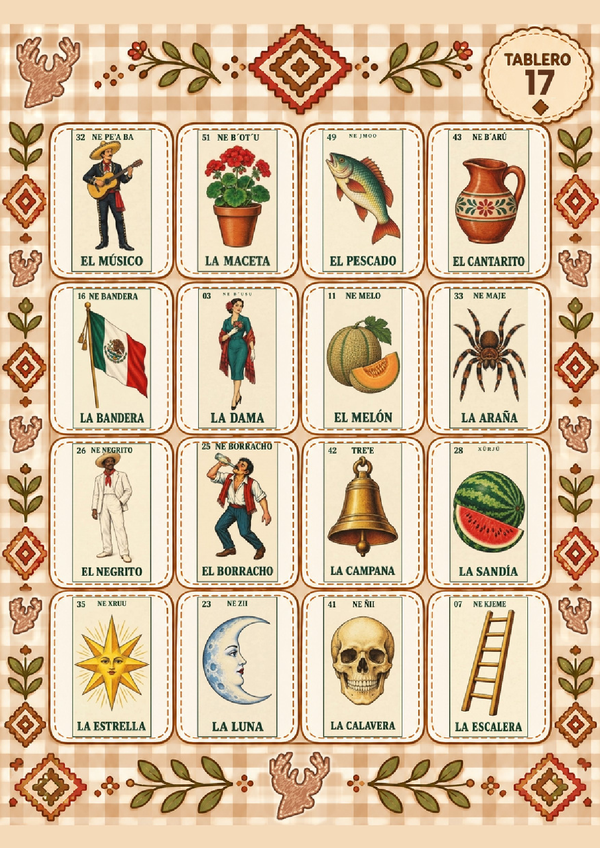 TABLERO
17
32 NE PE'A BA
EL MÚSICO
51 NE B´OT´U
LA MACETA
49 NE JMOO
EL PESCADO
43 NE B´ARÚ
EL CANTARITO
16 NE BANDERA
LA BANDERA
03
LA DAMA
11 NE MELO
EL MELÓN
33 NE MAJE
LA ARAÑA
26 NE NEGRITO
EL NEGRITO
25 NE BORRACHO
EL BORRACHO
42 TRE'E
LA CAMPANA
28 XÚRJÚ
LA SANDÍA
35 NE XRUU
LA ESTRELLA
23 NE ZII
LA LUNA
41 NE ÑII
LA CALAVERA
07 NE KJEME
LA ESCALERA